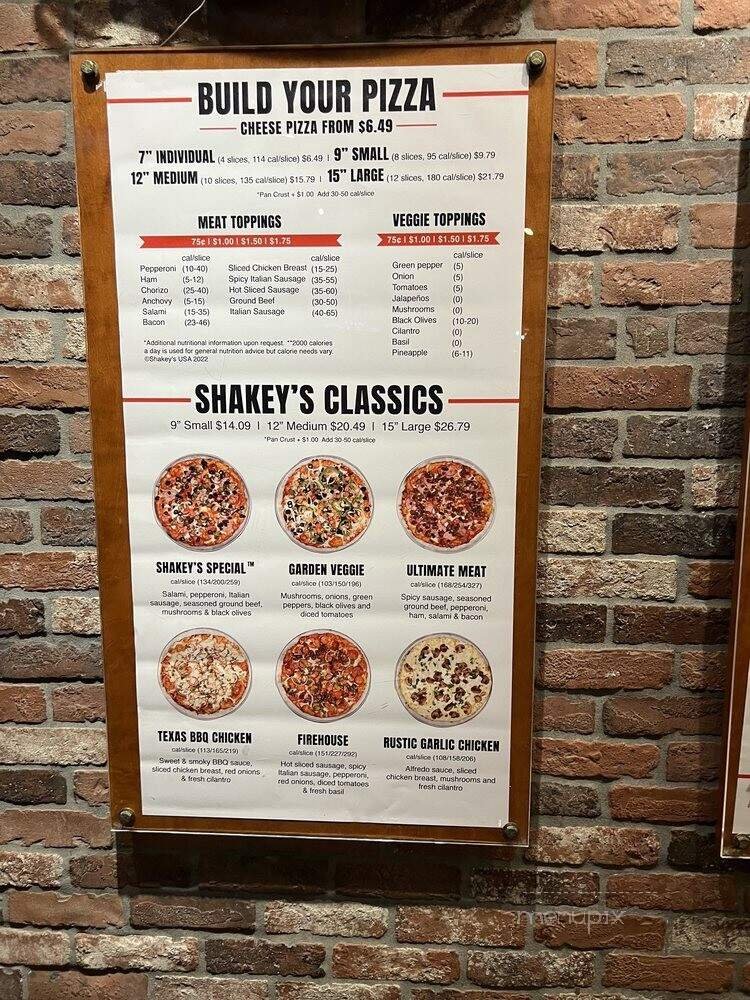 BUILD YOUR PIZZA
CHEESE PIZZA FROM $6.49
7" INDIVIDUAL (4 slices, 114 cal/slice) $6.49 | 9" SMALL (8 slices, 95 cal/slice) $9.79
12" MEDIUM (10 slices, 135 cal/slice) $15.79 | 15" LARGE (12 slices, 180 cal/slice) $21.79
*Pan Crust + $1.00 Add 30-50 cal/slice
MEAT TOPPINGS
75¢ | $1.00 | $1.50 | $1.75
cal/slice
Pepperoni (10-40)
Ham (5-12)
Chorizo (25-40)
Anchovy (5-15)
Salami (15-35)
Bacon (23-46)
cal/slice
Sliced Chicken Breast (15-25)
Spicy Italian Sausage (35-55)
Hot Sliced Sausage (35-60)
Ground Beef (30-50)
Italian Sausage (40-65)
*Additional nutritional information upon request. **2000 calories
a day is used for general nutrition advice but calorie needs vary.
©Shakey's USA 2022
VEGGIE TOPPINGS
75¢ | $1.00 | $1.50 | $1.75
cal/slice
Green pepper (5)
Onion (5)
Tomatoes (5)
Jalapeños (0)
Mushrooms (0)
Black Olives (10-20)
Cilantro (0)
Basil (0)
Pineapple (6-11)
SHAKEY'S CLASSICS
9" Small $14.09 | 12" Medium $20.49 | 15" Large $26.79
*Pan Crust + $1.00 Add 30-50 cal/slice
SHAKEY'S SPECIAL™
cal/slice (134/200/259)
Salami, pepperoni, Italian
sausage, seasoned ground beef,
mushrooms & black olives
GARDEN VEGGIE
cal/slice (103/150/196)
Mushrooms, onions, green
peppers, black olives and
diced tomatoes
ULTIMATE MEAT
cal/slice (168/254/327)
Spicy sausage, seasoned
ground beef, pepperoni,
ham, salami & bacon
TEXAS BBQ CHICKEN
cal/slice (113/165/219)
Sweet & smoky BBQ sauce,
sliced chicken breast, red onions
& fresh cilantro
FIREHOUSE
cal/slice (151/227/292)
Hot sliced sausage, spicy
Italian sausage, pepperoni,
red onions, diced tomatoes
& fresh basil
RUSTIC GARLIC CHICKEN
cal/slice (108/158/206)
Alfredo sauce, sliced
chicken breast, mushrooms and
fresh cilantro
menupix